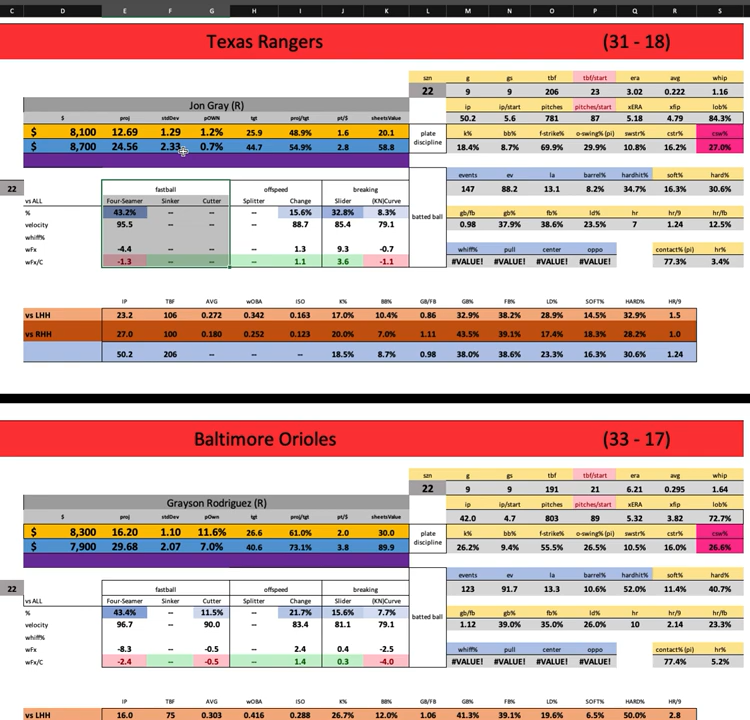 C D E F G H I J K L M N O P Q R S
Texas Rangers (31 - 18)
szn g gs tbf tbf/start era avg whip
22 9 9 206 23 3.02 0.222 1.16
Jon Gray (R) ip ip/start pitches pitches/start xERA xfip lob%
$ proj stdDev pOWN tgt proj/tgt pt/$ sheetsValue 50.2 5.6 781 87 5.18 4.79 84.3%
$ 8,100 12.69 1.29 1.2% 25.9 48.9% 1.6 20.1 plate discipline k% bb% f-strike% o-swing% (pi) swstr% cstr% csw%
$ 8,700 24.56 2.33 0.7% 44.7 54.9% 2.8 58.8 18.4% 8.7% 69.9% 29.9% 10.8% 16.2% 27.0%
events ev la barrel% hardhit% soft% hard%
22 fastball offspeed breaking 147 88.2 13.1 8.2% 34.7% 16.3% 30.6%
vs ALL Four-Seamer Sinker Cutter Splitter Change Slider (KN)Curve
% 43.2% -- -- -- 15.6% 32.8% 8.3% batted ball gb/fb gb% fb% ld% hr hr/9 hr/fb
velocity 95.5 -- -- -- 88.7 85.4 79.1 0.98 37.9% 38.6% 23.5% 7 1.24 12.5%
whiff%
wFx -4.4 -- -- -- 1.3 9.3 -0.7 whiff% pull center oppo contact% (pi) hr%
wFx/C -1.3 -- -- -- 1.1 3.6 -1.1 #VALUE! #VALUE! #VALUE! #VALUE! 77.3% 3.4%
IP TBF AVG wOBA ISO K% BB% GB/FB GB% FB% LD% SOFT% HARD% HR/9
vs LHH 23.2 106 0.272 0.342 0.163 17.0% 10.4% 0.86 32.9% 38.2% 28.9% 14.5% 32.9% 1.5
vs RHH 27.0 100 0.180 0.252 0.123 20.0% 7.0% 1.11 43.5% 39.1% 17.4% 18.3% 28.2% 1.0
50.2 206 -- -- -- 18.5% 8.7% 0.98 38.0% 38.6% 23.3% 16.3% 30.6% 1.24
Baltimore Orioles (33 - 17)
szn g gs tbf tbf/start era avg whip
22 9 9 191 21 6.21 0.295 1.64
Grayson Rodriguez (R) ip ip/start pitches pitches/start xERA xfip lob%
$ proj stdDev pOwn tgt proj/tgt pt/$ sheetsValue 42.0 4.7 803 89 5.32 3.82 72.7%
$ 8,300 16.20 1.10 11.6% 26.6 61.0% 2.0 30.0 plate discipline k% bb% f-strike% o-swing% (pi) swstr% cstr% csw%
$ 7,900 29.68 2.07 7.0% 40.6 73.1% 3.8 89.9 26.2% 9.4% 55.5% 26.5% 10.5% 16.0% 26.6%
events ev la barrel% hardhit% soft% hard%
22 fastball offspeed breaking 123 91.7 13.3 10.6% 52.0% 11.4% 40.7%
vs ALL Four-Seamer Sinker Cutter Splitter Change Slider (KN)Curve
% 43.4% -- 11.5% -- 21.7% 15.6% 7.7% batted ball gb/fb gb% fb% ld% hr hr/9 hr/fb
velocity 96.7 -- 90.0 -- 83.4 81.1 79.1 1.12 39.0% 35.0% 26.0% 10 2.14 23.3%
whiff%
wFx -8.3 -- -0.5 -- 2.4 0.4 -2.5 whiff% pull center oppo contact% (pi) hr%
wFx/C -2.4 -- -0.5 -- 1.4 0.3 -4.0 #VALUE! #VALUE! #VALUE! #VALUE! 77.4% 5.2%
IP TBF AVG wOBA ISO K% BB% GB/FB GB% FB% LD% SOFT% HARD% HR/9
vs LHH 16.0 75 0.303 0.416 0.288 26.7% 12.0% 1.06 41.3% 39.1% 19.6% 6.5% 50.0% 2.8